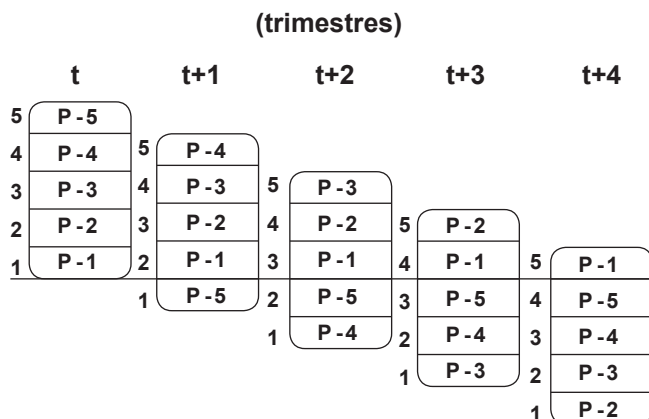 (trimestres)
t t+1 t+2 t+3 t+4
5 P-5
4 P-4 5 P-4
3 P-3 4 P-3 5 P-3
2 P-2 3 P-2 4 P-2 5 P-2
1 P-1 2 P-1 3 P-1 4 P-1 5 P-1
1 P-5 2 P-5 3 P-5 4 P-5
1 P-4 2 P-4 3 P-4
1 P-3 2 P-3
1 P-2